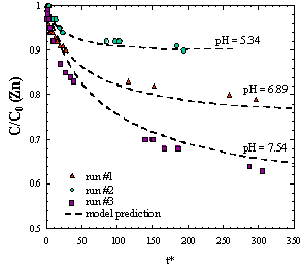 1
0.9
0.8
0.7
0.6
0.5
C/C0 (Zn)
pH = 5.34
pH = 6.89
pH = 7.54
run #1
run #2
run #3
model prediction
0 50 100 150 200 250 300 350
t*